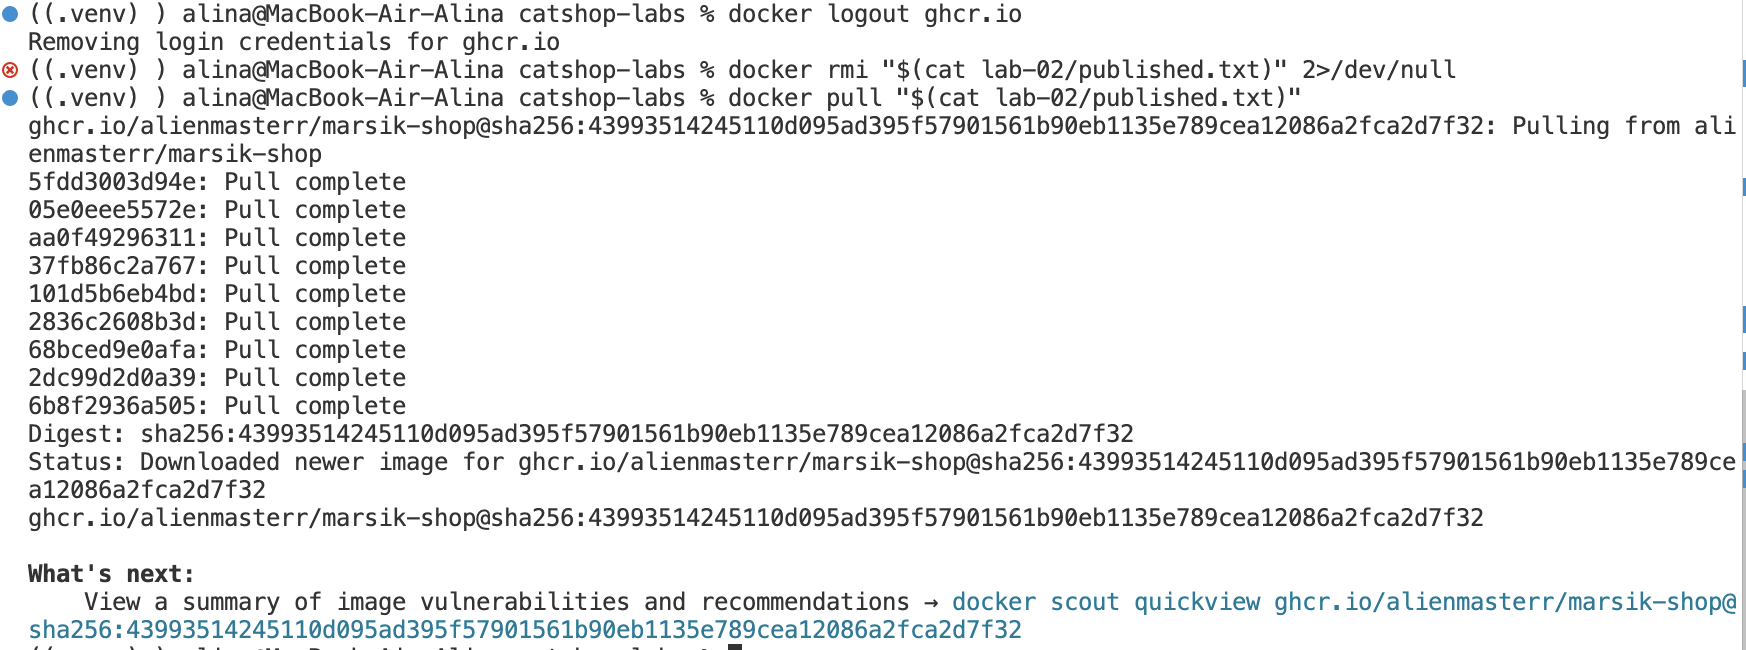 ((.venv) ) alina@MacBook-Air-Alina catshop-labs % docker logout ghcr.io
Removing login credentials for ghcr.io
((.venv) ) alina@MacBook-Air-Alina catshop-labs % docker rmi "$(cat lab-02/published.txt)" 2>/dev/null
((.venv) ) alina@MacBook-Air-Alina catshop-labs % docker pull "$(cat lab-02/published.txt)"
ghcr.io/alienmasterr/marsik-shop@sha256:43993514245110d095ad395f57901561b90eb1135e789cea12086a2fca2d7f32: Pulling from ali
enmasterr/marsik-shop
5fdd3003d94e: Pull complete
05e0eee5572e: Pull complete
aa0f49296311: Pull complete
37fb86c2a767: Pull complete
101d5b6eb4bd: Pull complete
2836c2608b3d: Pull complete
68bced9e0afa: Pull complete
2dc99d2d0a39: Pull complete
6b8f2936a505: Pull complete
Digest: sha256:43993514245110d095ad395f57901561b90eb1135e789cea12086a2fca2d7f32
Status: Downloaded newer image for ghcr.io/alienmasterr/marsik-shop@sha256:43993514245110d095ad395f57901561b90eb1135e789ce
a12086a2fca2d7f32
ghcr.io/alienmasterr/marsik-shop@sha256:43993514245110d095ad395f57901561b90eb1135e789cea12086a2fca2d7f32
What's next:
View a summary of image vulnerabilities and recommendations → docker scout quickview ghcr.io/alienmasterr/marsik-shop@
sha256:43993514245110d095ad395f57901561b90eb1135e789cea12086a2fca2d7f32